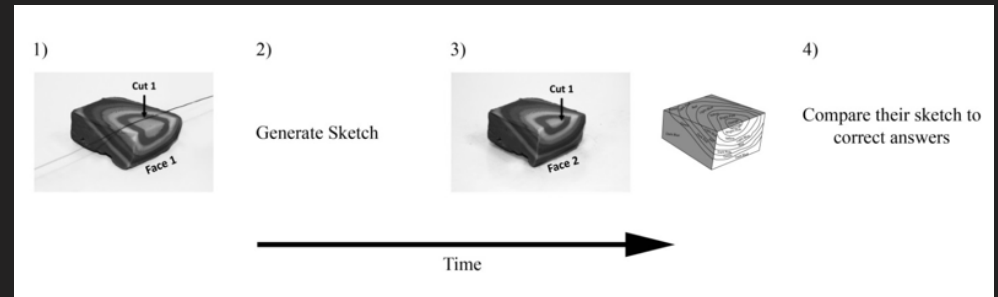 1)
2)
3)
4)
Cut 1
Face 1
Generate Sketch
Cut 1
Face 2
Compare their sketch to
correct answers
Time